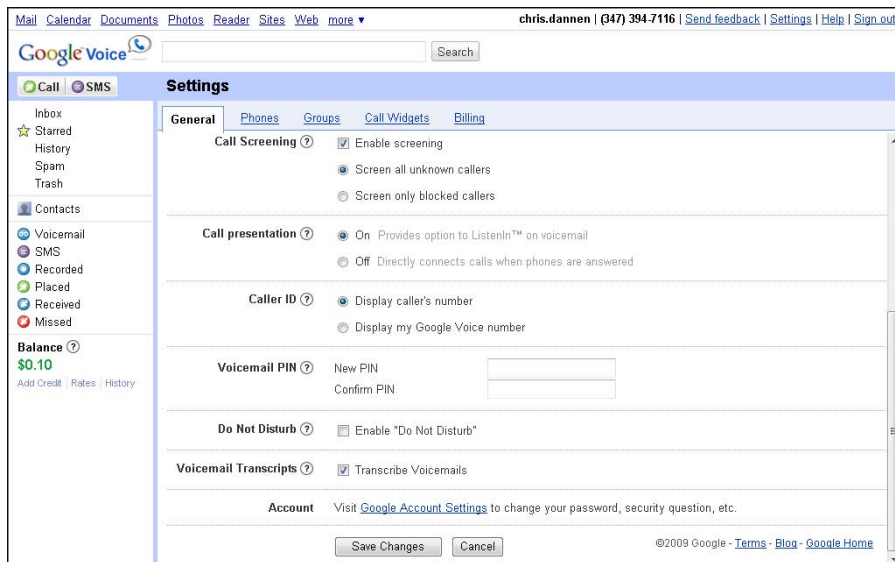 Mail Calendar Documents Photos Reader Sites Web more ▼ chris.dannen | (347) 394-7116 | Send feedback | Settings | Help | Sign out
Google Voice Search
Call SMS Settings
General Phones Groups Call Widgets Billing
Inbox
Starred
History
Spam
Trash
Contacts
Voicemail
SMS
Recorded
Placed
Received
Missed
Balance ?
$0.10
Add Credit | Rates | History
Call Screening ? Enable screening
Screen all unknown callers
Screen only blocked callers
Call presentation ? On Provides option to ListenIn™ on voicemail
Off Directly connects calls when phones are answered
Caller ID ? Display caller's number
Display my Google Voice number
Voicemail PIN ? New PIN
Confirm PIN
Do Not Disturb ? Enable "Do Not Disturb"
Voicemail Transcripts ? Transcribe Voicemails
Account Visit Google Account Settings to change your password, security question, etc.
Save Changes Cancel ©2009 Google - Terms - Blog - Google Home